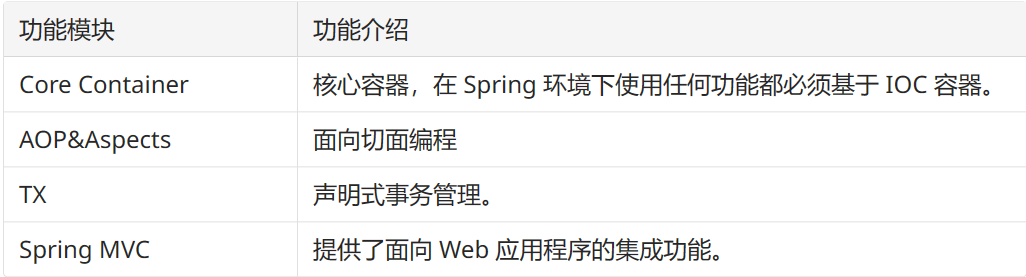 功能模块 功能介绍
Core Container 核心容器，在 Spring 环境下使用任何功能都必须基于 IOC 容器。
AOP&Aspects 面向切面编程
TX 声明式事务管理。
Spring MVC 提供了面向 Web 应用程序的集成功能。